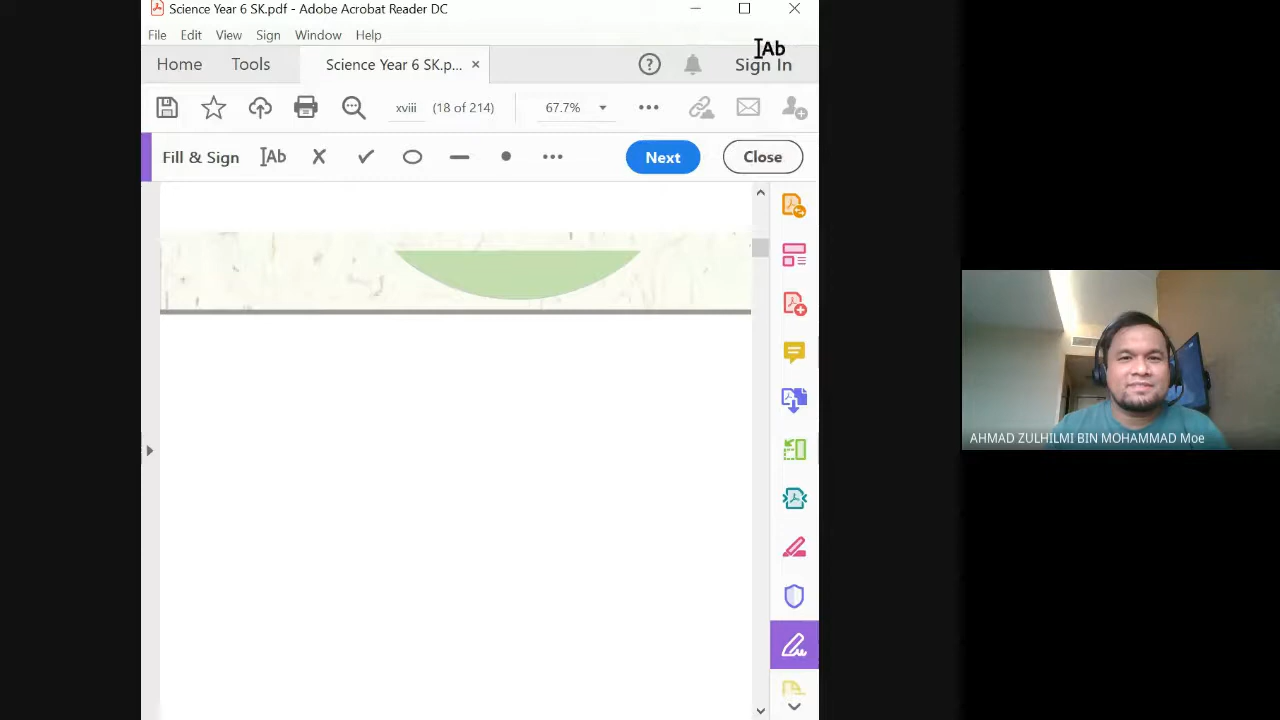 Science Year 6 SK.pdf - Adobe Acrobat Reader DC
File Edit View Sign Window Help
Home Tools Science Year 6 SK.p... × Sign In
xviii (18 of 214) 67.7%
Fill & Sign Ab Next Close
Ab
AHMAD ZULHILMI BIN MOHAMMAD Moe